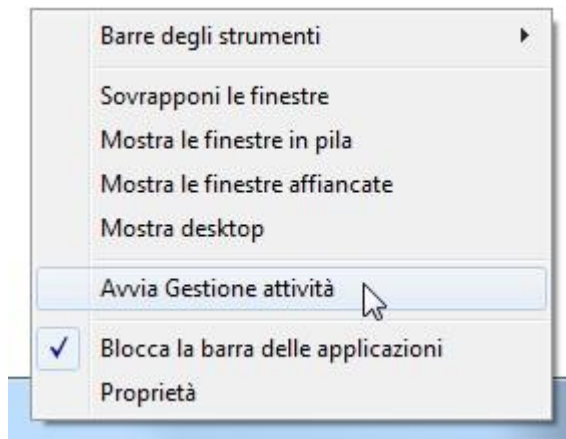 Barre degli strumenti
Sovrapponi le finestre
Mostra le finestre in pila
Mostra le finestre affiancate
Mostra desktop
Avvia Gestione attività
Blocca la barra delle applicazioni
Proprietà